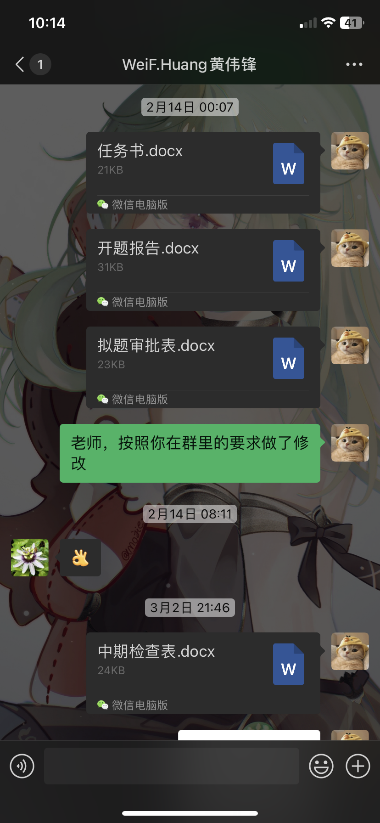 10:14
41
1
WeiF.Huang黄伟锋
2月14日 00:07
任务书.docx
21KB
W
微信电脑版
开题报告.docx
31KB
W
微信电脑版
拟题审批表.docx
23KB
W
微信电脑版
老师，按照你在群里的要求做了修
改
2月14日 08:11
3月2日 21:46
中期检查表.docx
24KB
W
微信电脑版